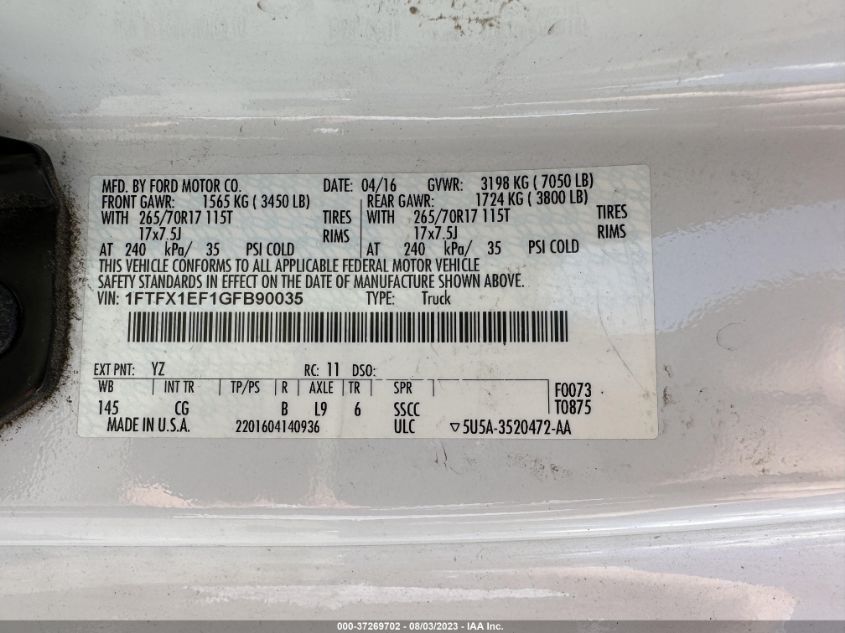 MFD. BY FORD MOTOR CO. DATE: 04/16 GVWR: 3198 KG ( 7050 LB)
FRONT GAWR: 1565 KG ( 3450 LB) REAR GAWR: 1724 KG ( 3800 LB)
WITH 265/70R17 115T TIRES WITH 265/70R17 115T TIRES
17x7.5J RIMS 17x7.5J RIMS
AT 240 kPa/ 35 PSI COLD AT 240 kPa/ 35 PSI COLD
THIS VEHICLE CONFORMS TO ALL APPLICABLE FEDERAL MOTOR VEHICLE
SAFETY STANDARDS IN EFFECT ON THE DATE OF MANUFACTURE SHOWN ABOVE.
VIN: 1FTFX1EF1GFB90035 TYPE: Truck
EXT PNT: YZ RC: 11 DSO:
WB INT TR TP/PS R AXLE TR SPR F0073
145 CG B L9 6 SSCC T0875
MADE IN U.S.A. 2201604140936 ULC ▽5U5A-3520472-AA
000-37269702 - 08/03/2023 - IAA Inc.